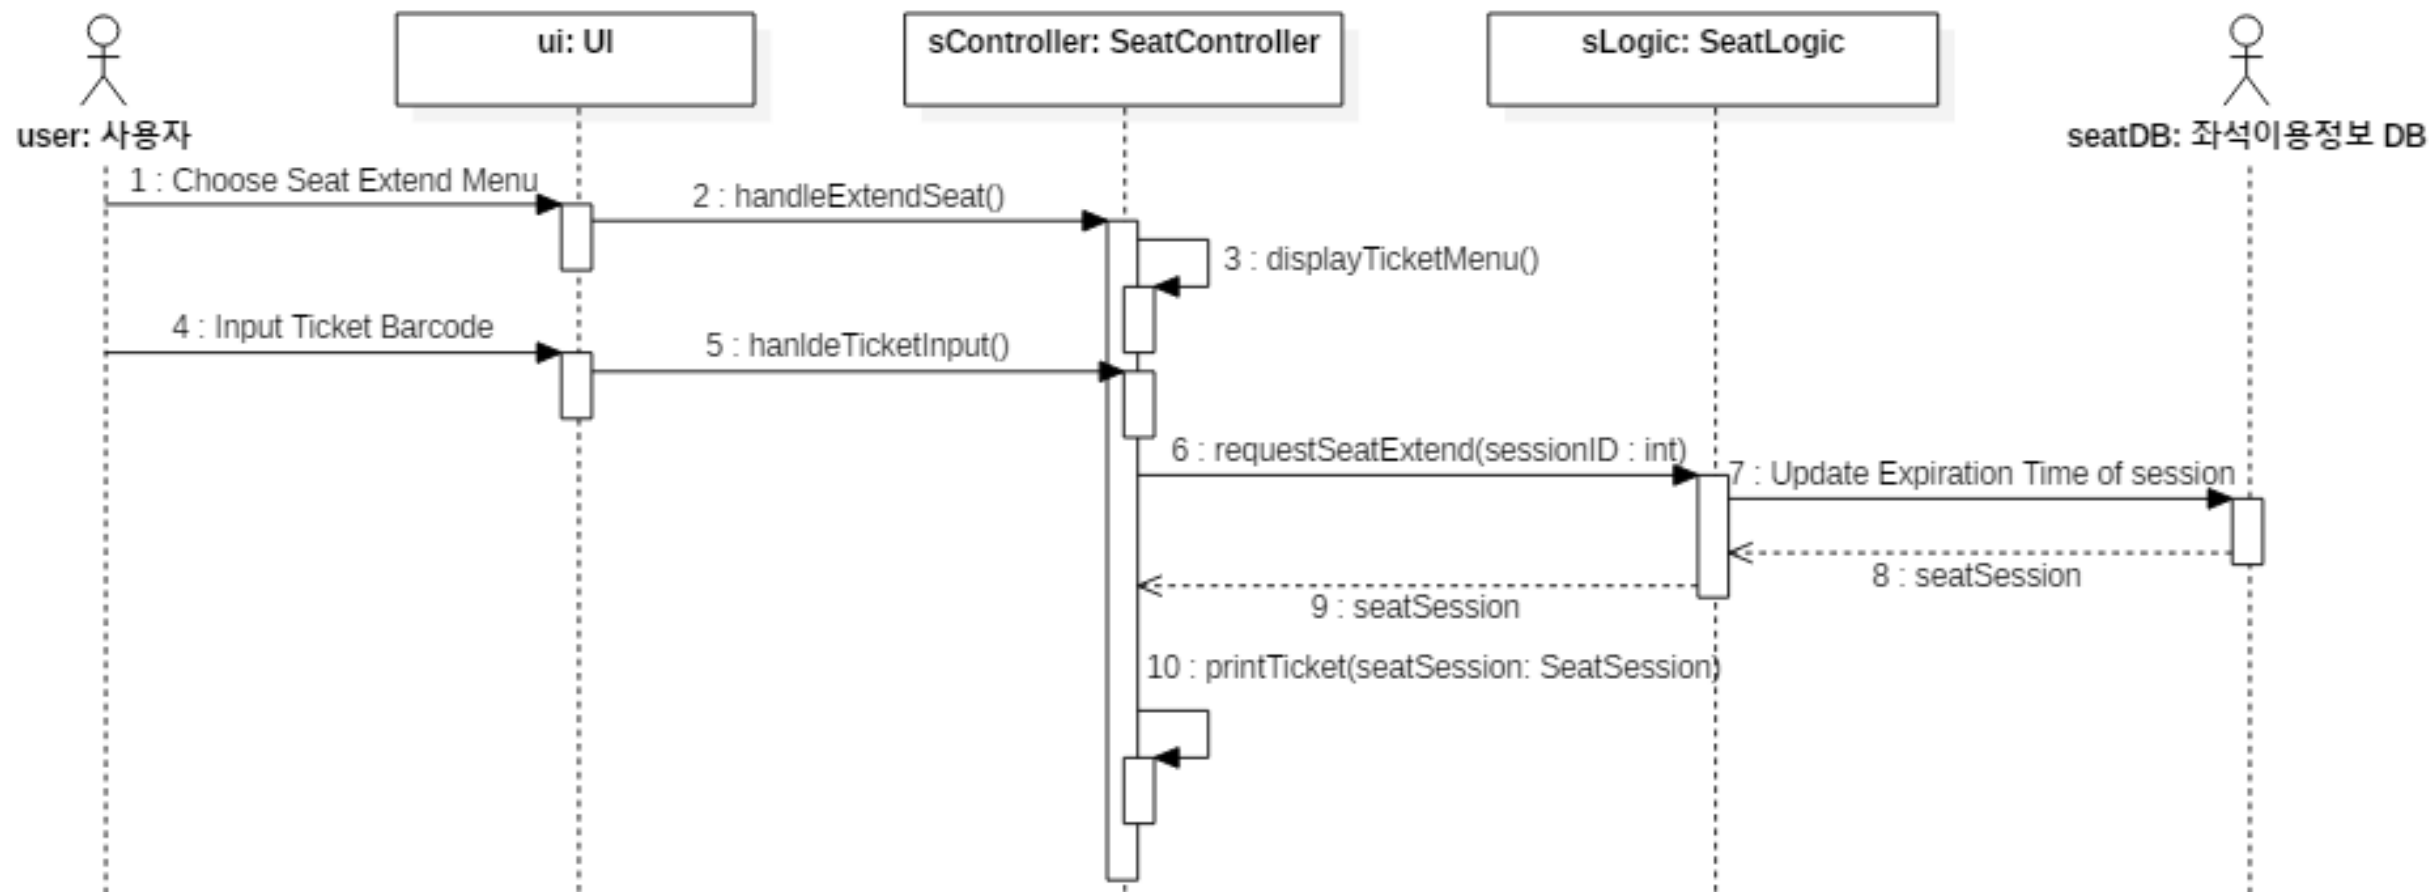 ui: UI
sController: SeatController
sLogic: SeatLogic
user: 사용자
seatDB: 좌석이용정보 DB
1 : Choose Seat Extend Menu
2 : handleExtendSeat()
3 : displayTicketMenu()
4 : Input Ticket Barcode
5 : hanldeTicketInput()
6 : requestSeatExtend(sessionID : int)
7 : Update Expiration Time of session
8 : seatSession
9 : seatSession
10 : printTicket(seatSession: SeatSession)